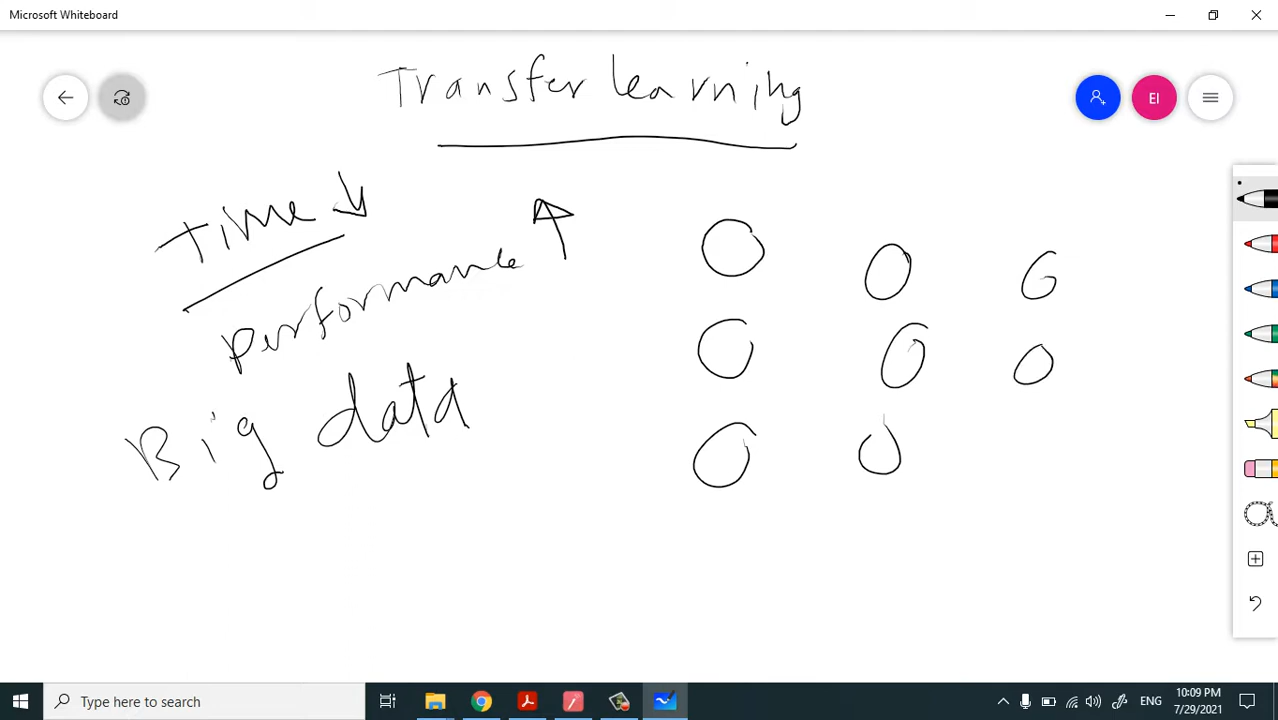 Microsoft Whiteboard
Transfer learning
EI
Time
performance
Big data
Type here to search
ENG
10:09 PM
7/29/2021